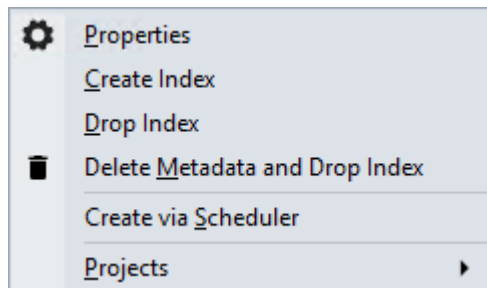 Properties
Create Index
Drop Index
Delete Metadata and Drop Index
Create via Scheduler
Projects